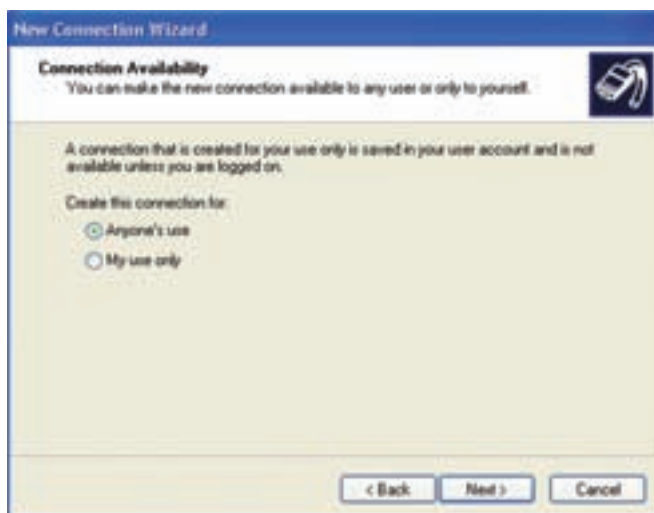 New Connection Wizard
Connection Availability
You can make the new connection available to any user or only to yourself.
A connection that is created for your use only is saved in your user account and is not
available unless you are logged on.
Create this connection for:
Anyone's use
My use only
< Back
Next >
Cancel